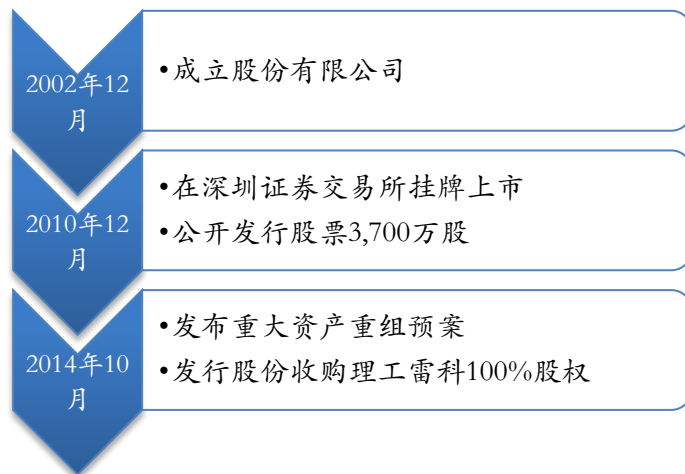 2002年12
月
•成立股份有限公司
2010年12
月
•在深圳证券交易所挂牌上市
•公开发行股票3,700万股
2014年10
月
•发布重大资产重组预案
•发行股份收购理工雷科100%股权